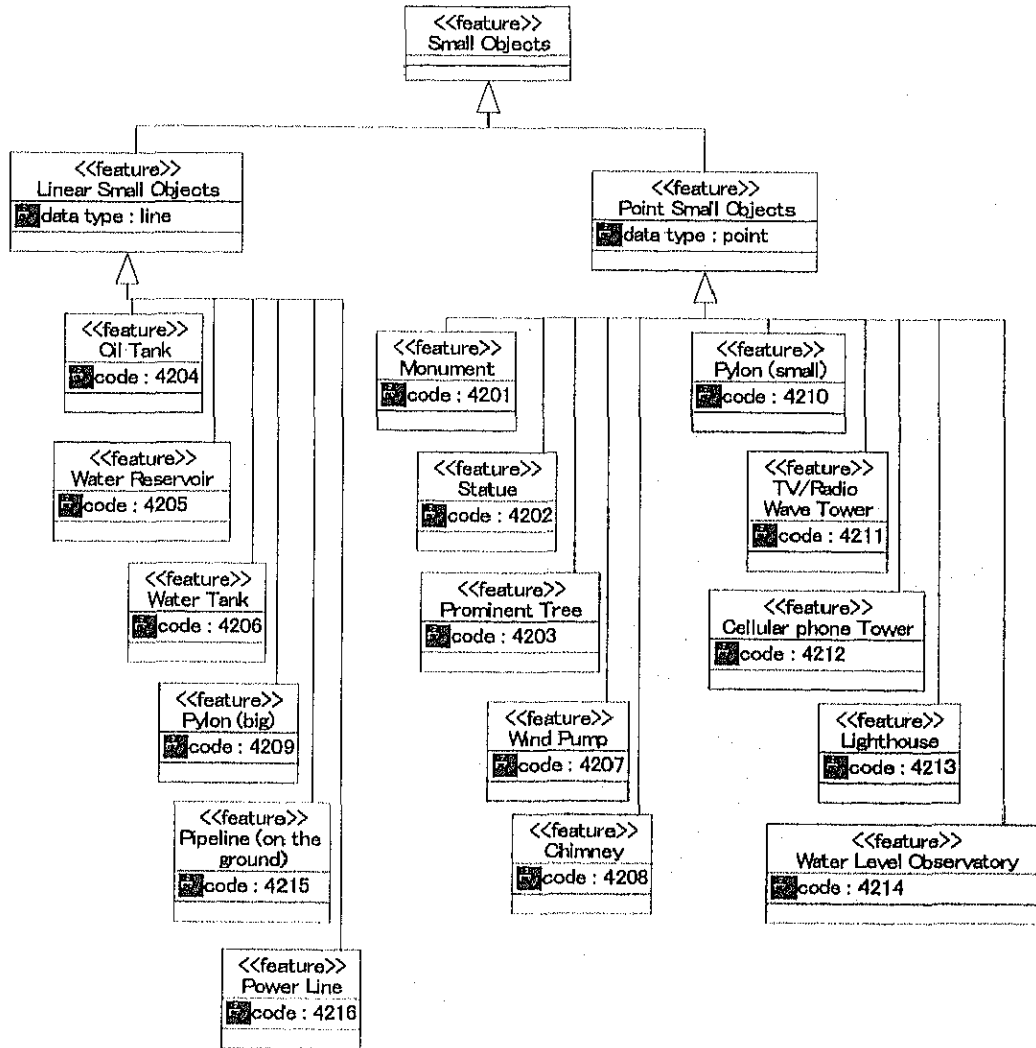 <<feature>>
Small Objects
<<feature>>
Linear Small Objects
data type : line
<<feature>>
Point Small Objects
data type : point
<<feature>>
Oil Tank
code : 4204
<<feature>>
Water Reservoir
code : 4205
<<feature>>
Water Tank
code : 4206
<<feature>>
Pylon (big)
code : 4209
<<feature>>
Pipeline (on the
ground)
code : 4215
<<feature>>
Power Line
code : 4216
<<feature>>
Monument
code : 4201
<<feature>>
Statue
code : 4202
<<feature>>
Prominent Tree
code : 4203
<<feature>>
Wind Pump
code : 4207
<<feature>>
Chimney
code : 4208
<<feature>>
Pylon (small)
code : 4210
<<feature>>
TV/Radio
Wave Tower
code : 4211
<<feature>>
Cellular phone Tower
code : 4212
<<feature>>
Lighthouse
code : 4213
<<feature>>
Water Level Observatory
code : 4214